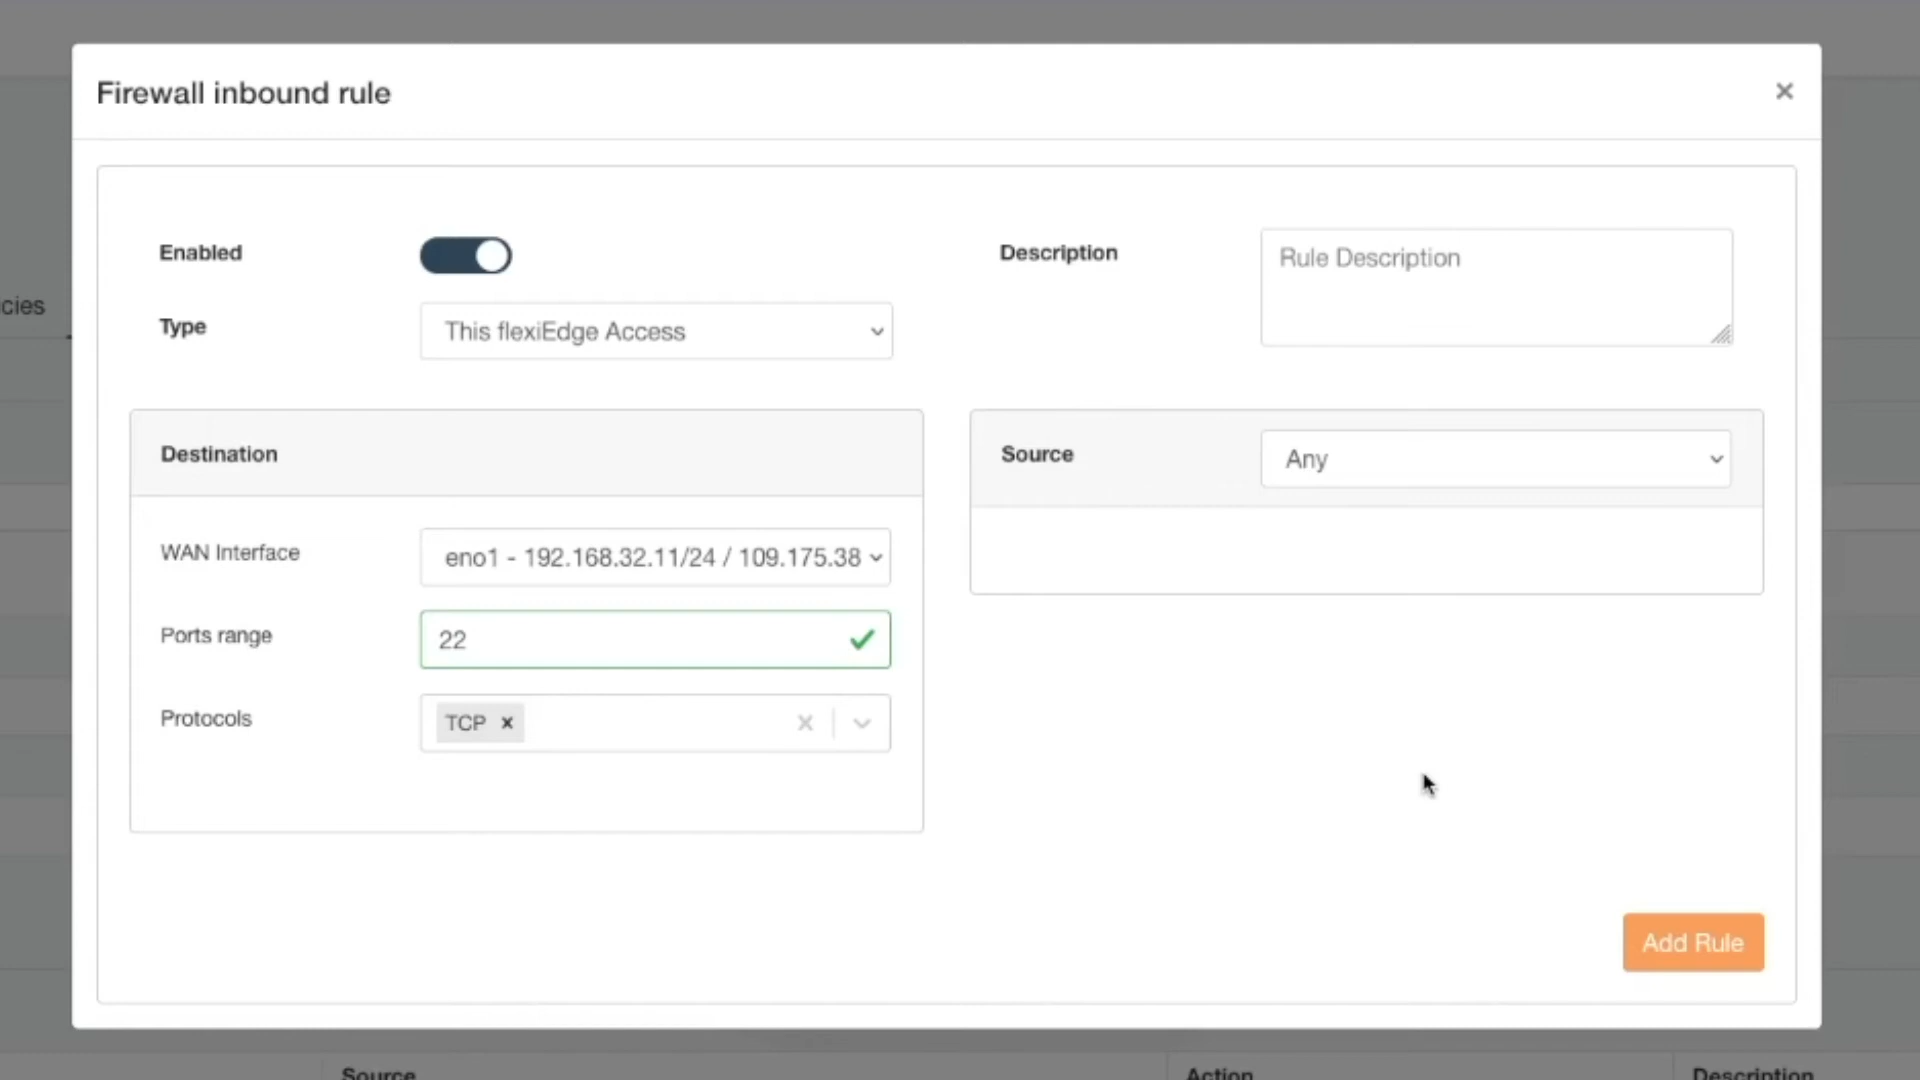 Firewall inbound rule
×
cies
Enabled
Description
Rule Description
Type
This flexiEdge Access
Destination
Source
Any
WAN Interface
eno1 - 192.168.32.11/24 / 109.175.38
Ports range
22
Protocols
TCP ×
Add Rule
Source
Action
Description